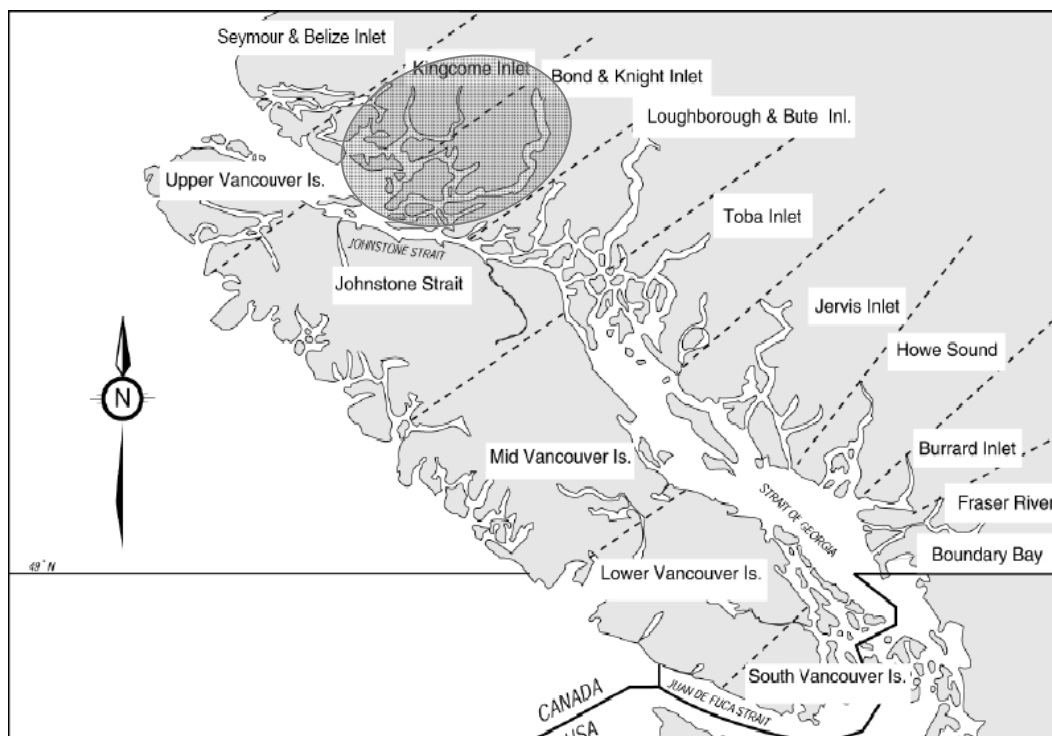 Seymour & Belize Inlet
Kingcome Inlet
Bond & Knight Inlet
Loughborough & Bute Inl.
Upper Vancouver Is.
Toba Inlet
JOHNSTONE STRAIT
Johnstone Strait
Jervis Inlet
Howe Sound
N
Burrard Inlet
Mid Vancouver Is.
STRAIT OF GEORGIA
Fraser River
Boundary Bay
49° N
Lower Vancouver Is.
South Vancouver Is.
CANADA
JUAN DE FUCA STRAIT
USA